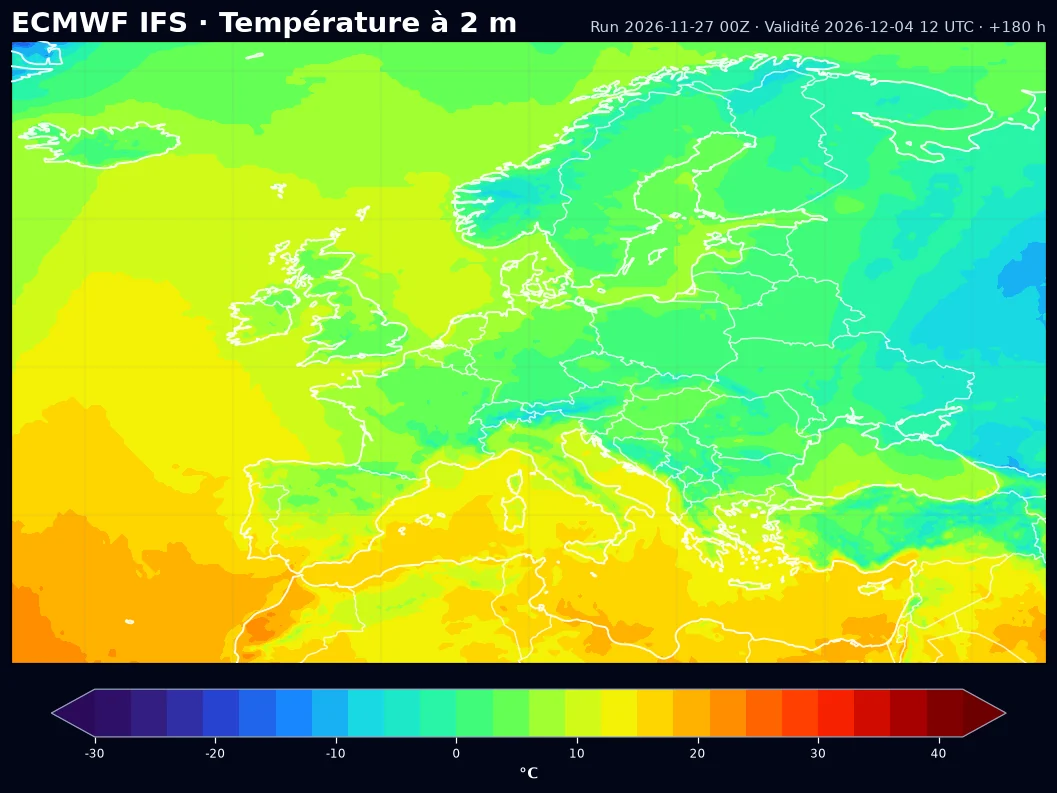 ECMWF IFS · Température à 2 m
Run 2026-11-27 00Z · Validité 2026-12-04 12 UTC · +180 h
-30 -20 -10 0 10 20 30 40
°C